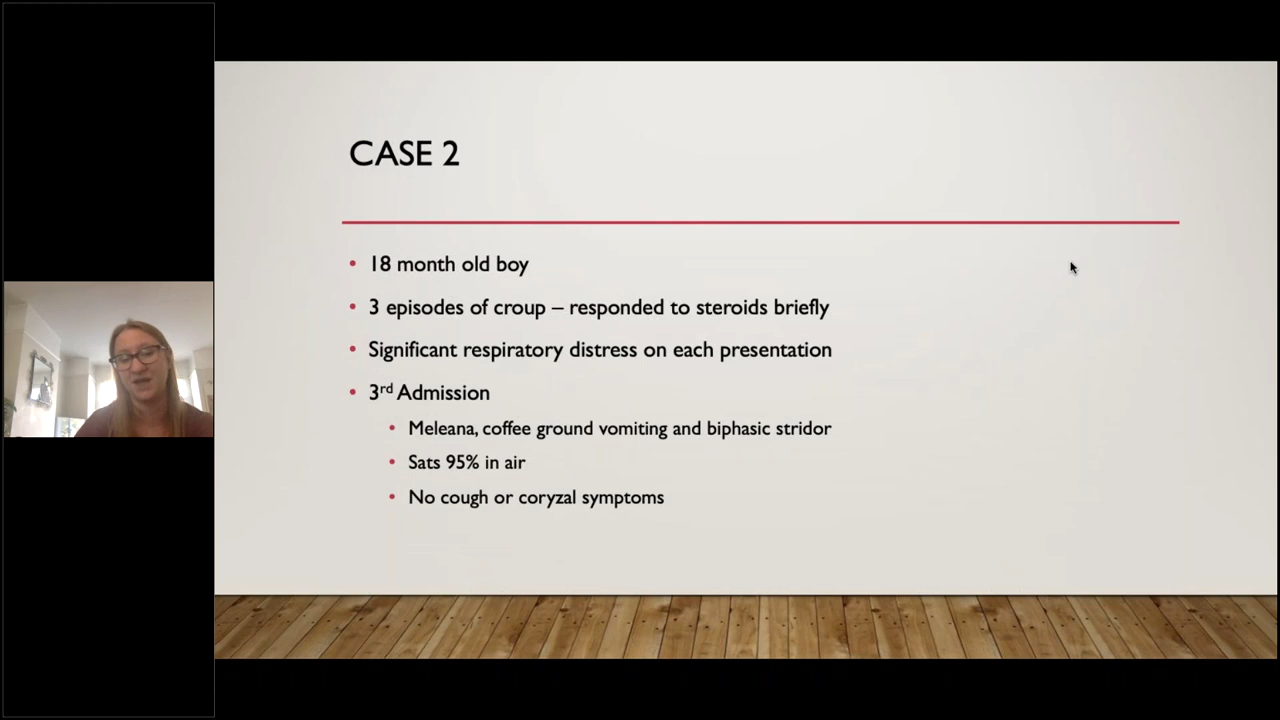 CASE 2
• 18 month old boy
• 3 episodes of croup – responded to steroids briefly
• Significant respiratory distress on each presentation
• 3rd Admission
• Meleana, coffee ground vomiting and biphasic stridor
• Sats 95% in air
• No cough or coryzal symptoms